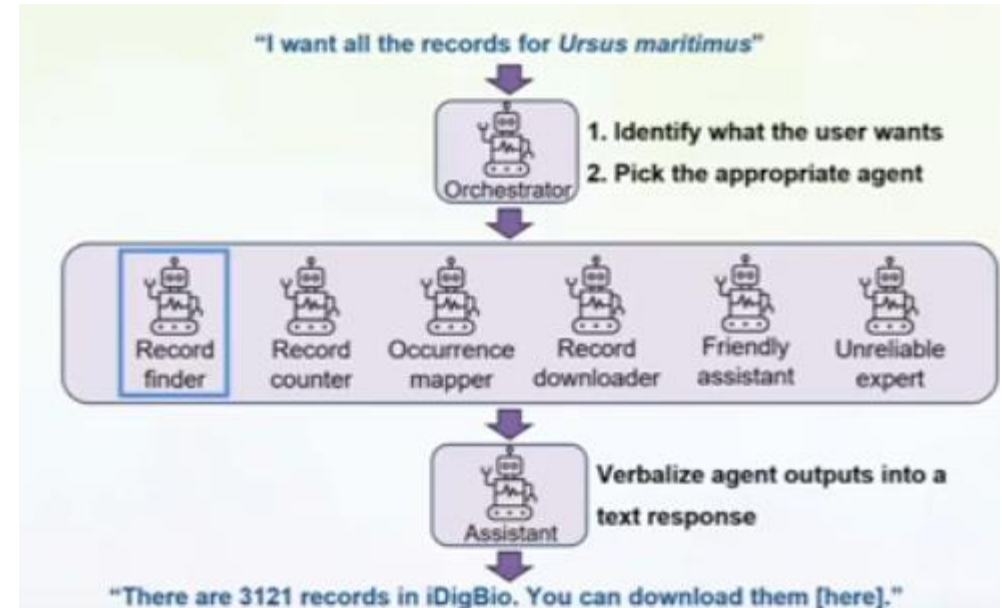 “I want all the records for Ursus maritimus”
1. Identify what the user wants
2. Pick the appropriate agent
Orchestrator
Record finder
Record counter
Occurrence mapper
Record downloader
Friendly assistant
Unreliable expert
Verbalize agent outputs into a
text response
Assistant
“There are 3121 records in iDigBio. You can download them [here].”